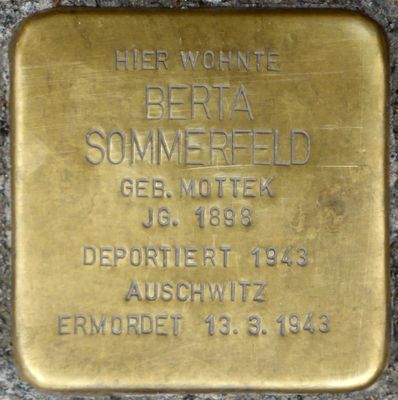 HIER WOHNTE
BERTA
SOMMERFELD
GEB. MOTTEK
JG. 1898
DEPORTIERT 1943
AUSCHWITZ
ERMORDET 13.3.1943